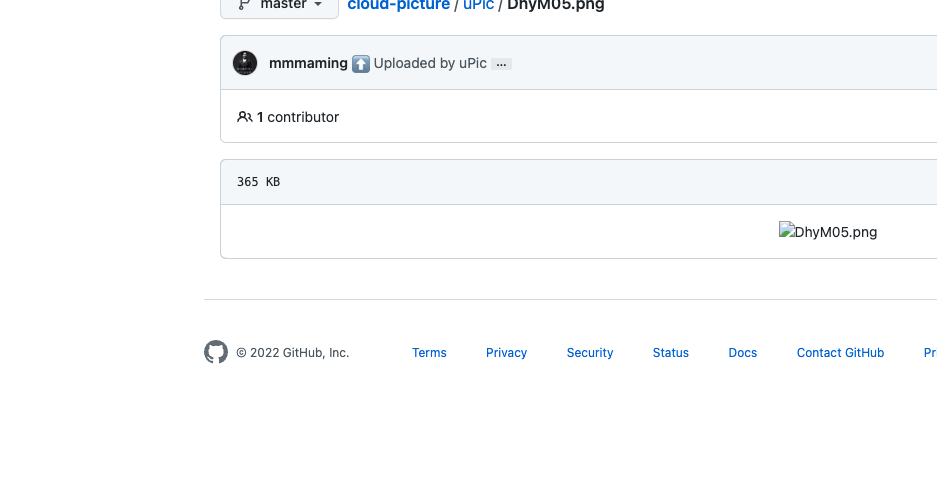 master cloud-picture / uPic / DhyM05.png
mmmaming ⬆️ Uploaded by uPic ...
1 contributor
365 KB
DhyM05.png
© 2022 GitHub, Inc. Terms Privacy Security Status Docs Contact GitHub Pr